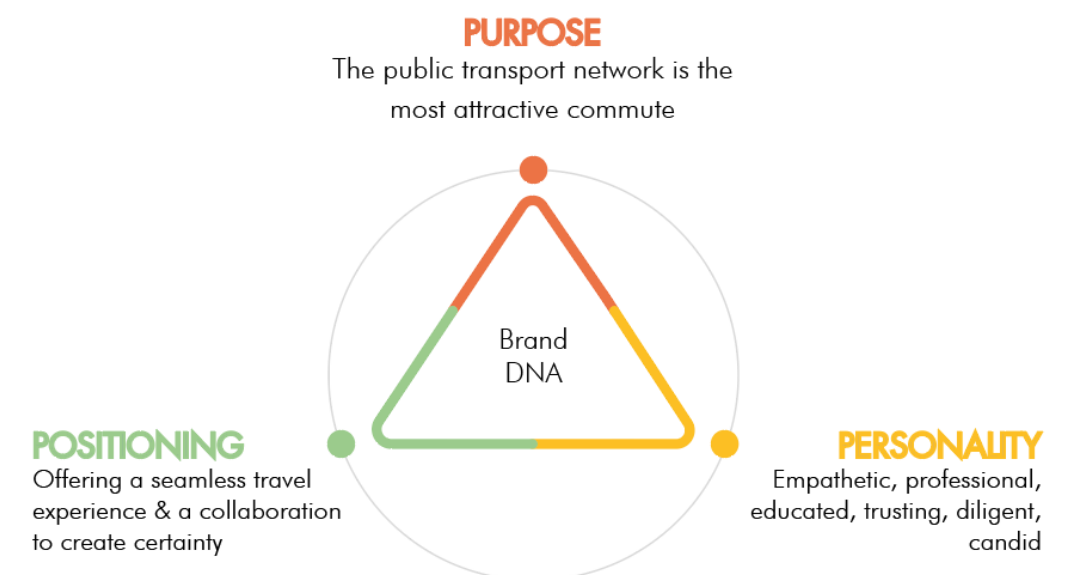 PURPOSE
The public transport network is the
most attractive commute
Brand
DNA
POSITIONING
Offering a seamless travel
experience & a collaboration
to create certainty
PERSONALITY
Empathetic, professional,
educated, trusting, diligent,
candid